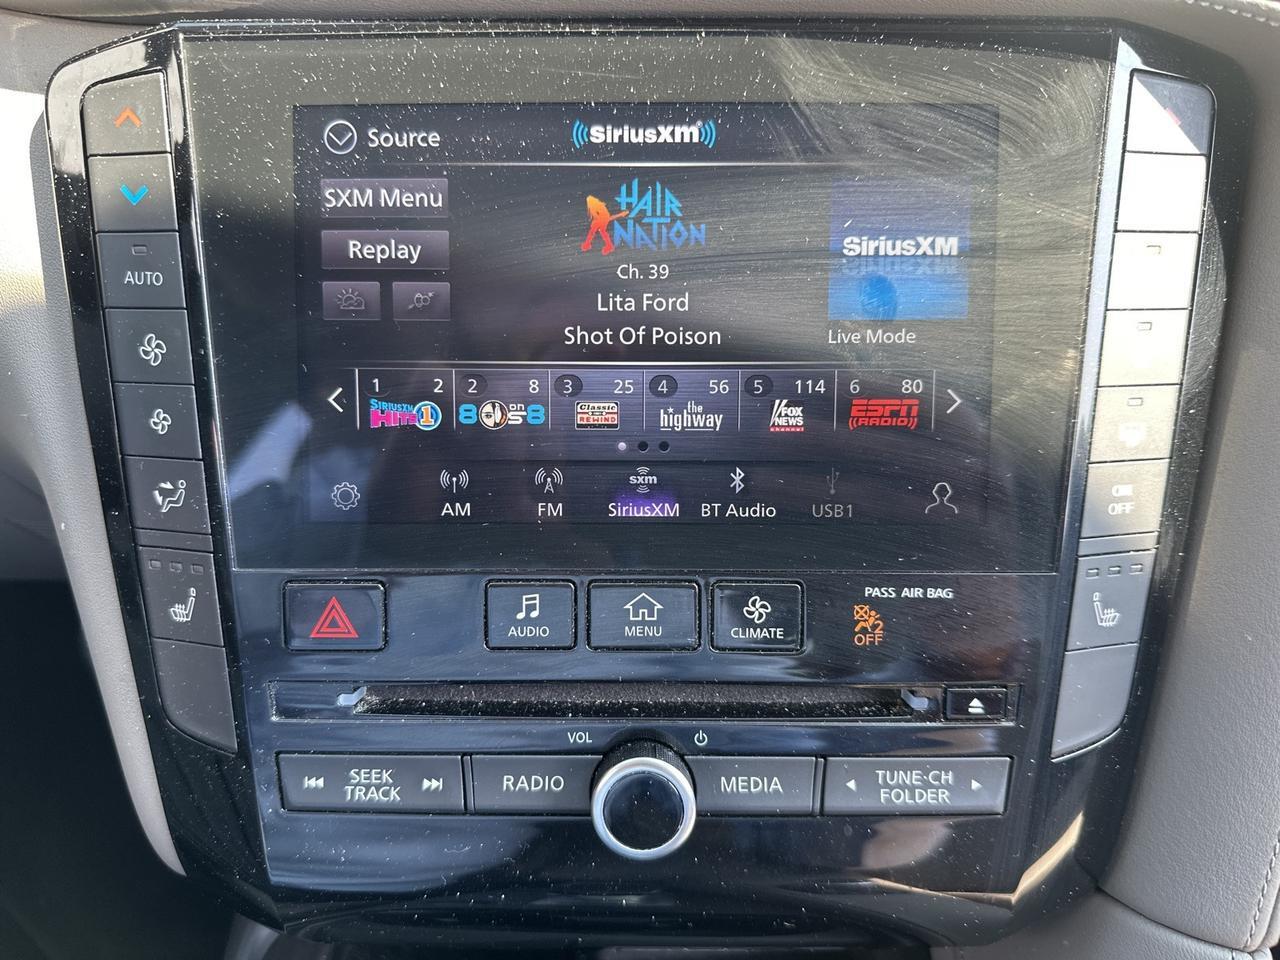 Source
SiriusXM
SXM Menu
Replay
HAIR
NATION
Ch. 39
Lita Ford
Shot Of Poison
SiriusXM
Live Mode
1 2
SIRIUSXM
HITS 1
2 8
80s on 8
3 25
Classic
REWIND
4 56
the
highway
5 114
FOX
NEWS
channel
6 80
ESPN
RADIO
AM
FM
sxm
SiriusXM
BT Audio
USB1
AUTO
OFF
AUDIO
MENU
CLIMATE
PASS AIR BAG
2
OFF
VOL
SEEK
TRACK
RADIO
MEDIA
TUNE·CH
FOLDER